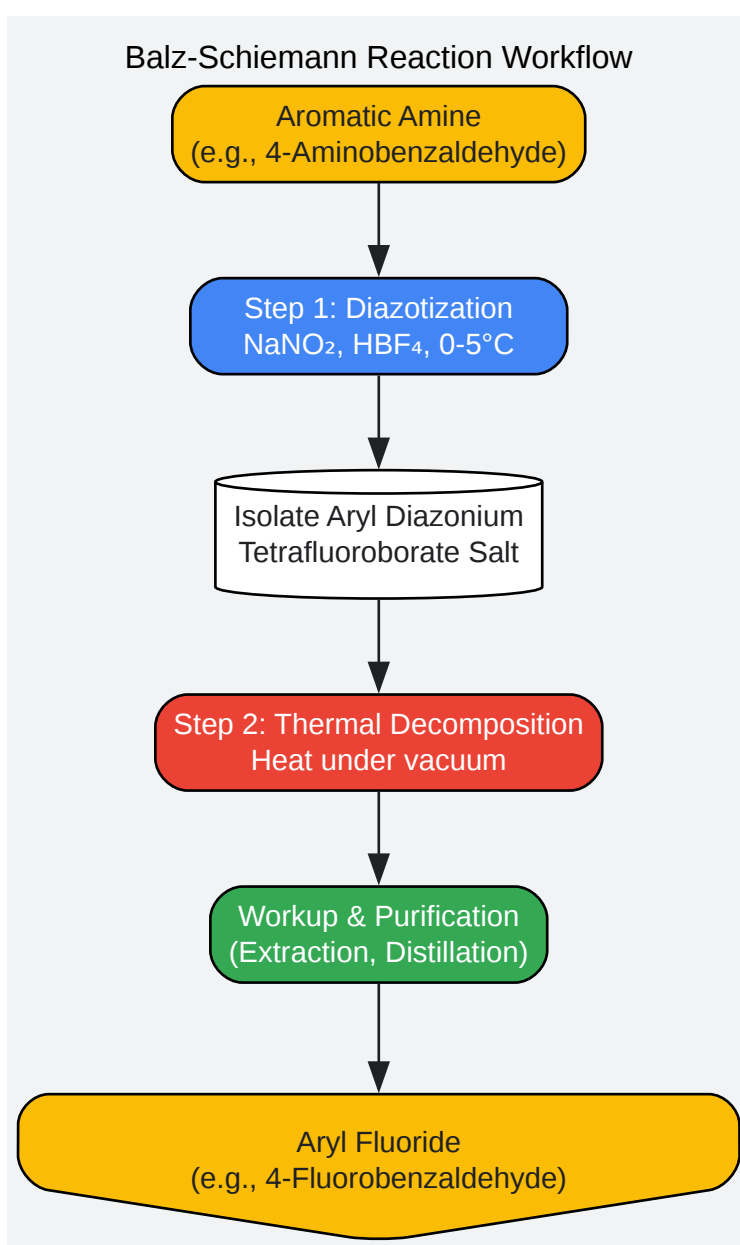 Balz-Schiemann Reaction Workflow
Aromatic Amine
(e.g., 4-Aminobenzaldehyde)
Step 1: Diazotization
NaNO₂, HBF₄, 0-5°C
Isolate Aryl Diazonium
Tetrafluoroborate Salt
Step 2: Thermal Decomposition
Heat under vacuum
Workup & Purification
(Extraction, Distillation)
Aryl Fluoride
(e.g., 4-Fluorobenzaldehyde)